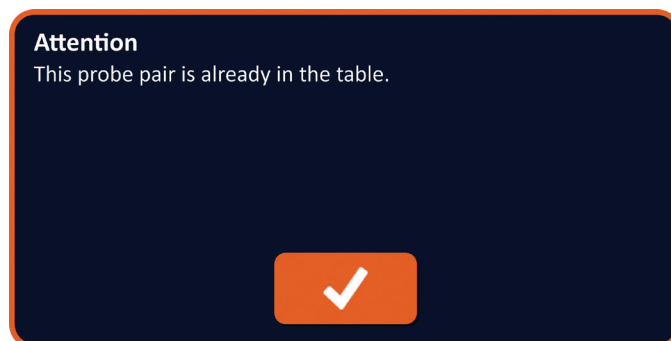 Attention
This probe pair is already in the table.